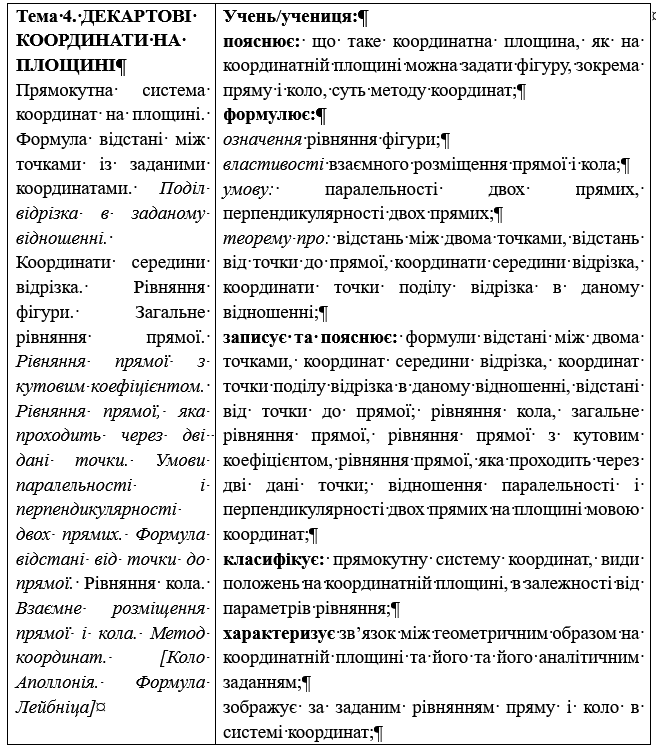 Тема 4. ДЕКАРТОВІ
КООРДИНАТИ НА
ПЛОЩИНІ¶
Прямокутна система
координат на площині.
Формула відстані між
точками із заданими
координатами. Поділ
відрізка в заданому
відношенні.
Координати середини
відрізка. Рівняння
фігури. Загальне
рівняння прямої.
Рівняння прямої з
кутовим коефіцієнтом.
Рівняння прямої, яка
проходить через дві
дані точки. Умови
паралельності і
перпендикулярності
двох прямих. Формула
відстані від точки до
прямої. Рівняння кола.
Взаємне розміщення
прямої і кола. Метод
координат. [Коло
Аполлонія. Формула
Лейбніца]¤
Учень/учениця:¶
пояснює: що таке координатна площина, як на
координатній площині можна задати фігуру, зокрема
пряму і коло, суть методу координат;¶
формулює:¶
означення рівняння фігури;¶
властивості взаємного розміщення прямої і кола;¶
умову: паралельності двох прямих,
перпендикулярності двох прямих;¶
теорему про: відстань між двома точками, відстань
від точки до прямої, координати середини відрізка,
координати точки поділу відрізка в даному
відношенні;¶
записує та пояснює: формули відстані між двома
точками, координат середини відрізка, координат
точки поділу відрізка в даному відношенні, відстані
від точки до прямої; рівняння кола, загальне
рівняння прямої, рівняння прямої з кутовим
коефіцієнтом, рівняння прямої, яка проходить через
дві дані точки; відношення паралельності і
перпендикулярності двох прямих на площині мовою
координат;¶
класифікує: прямокутну систему координат, види
положень на координатній площині, в залежності від
параметрів рівняння;¶
характеризує зв’язок між геометричним образом на
координатній площині та його та його аналітичним
заданням;¶
зображує за заданим рівнянням пряму і коло в
системі координат;¶
¤